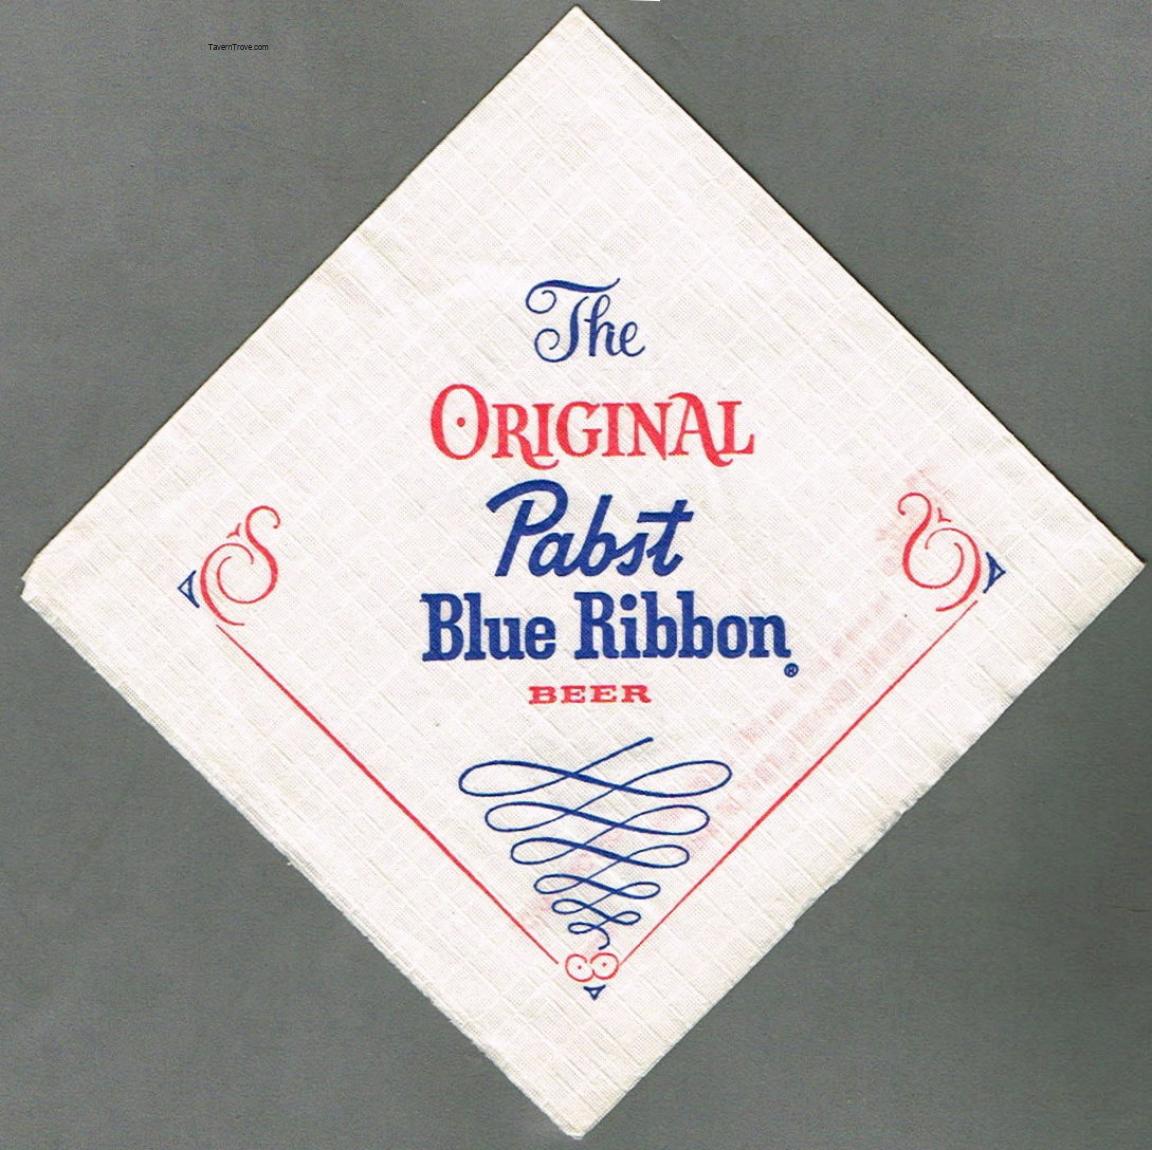 TavernTrove.com
The
ORIGINAL
Pabst
Blue Ribbon®
BEER